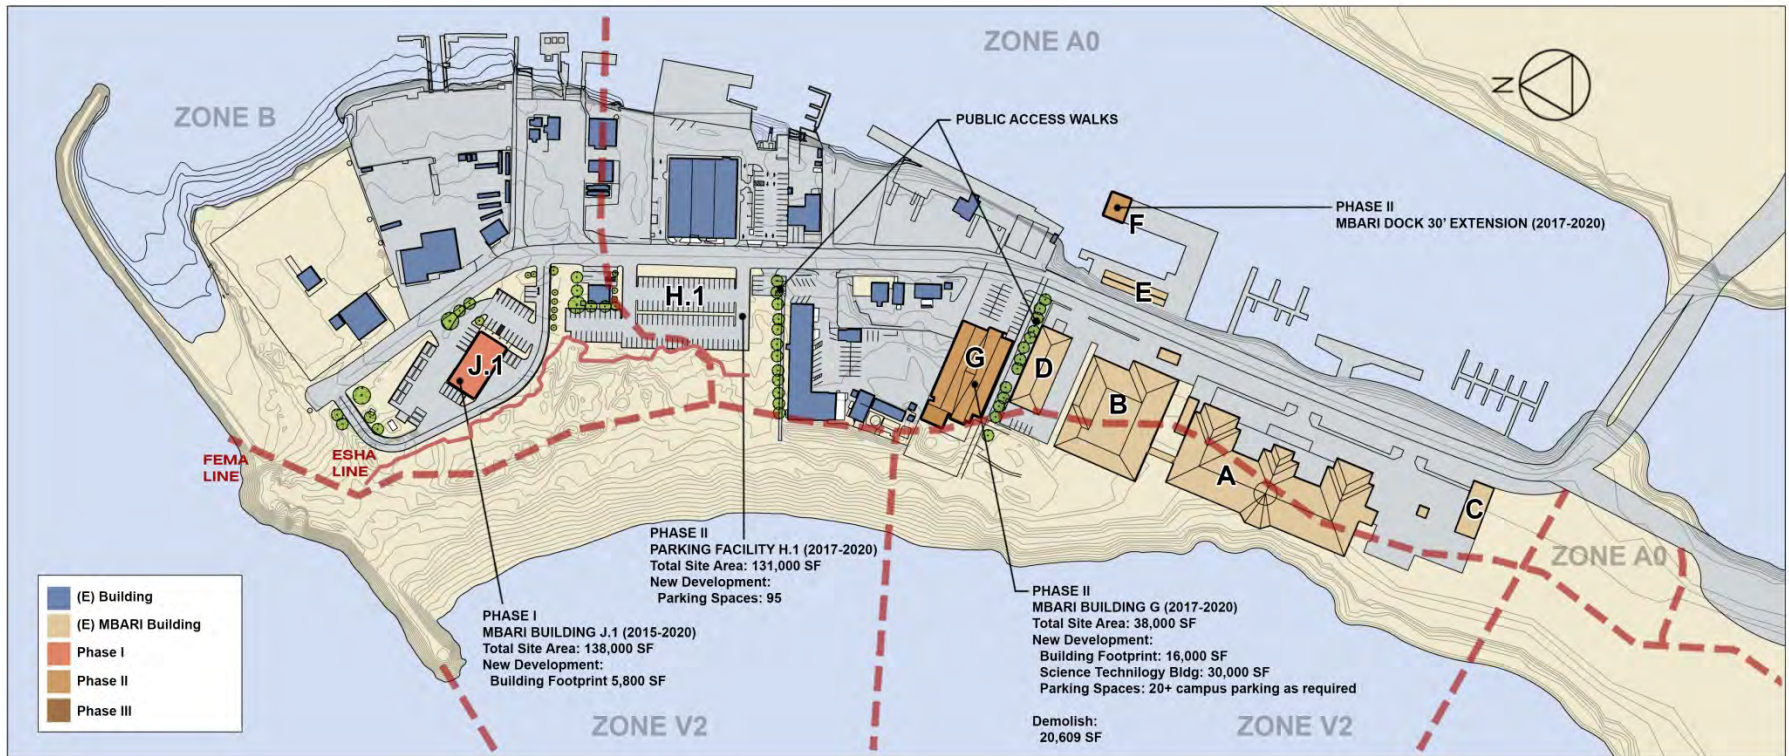 ZONE A0
ZONE B
N
PUBLIC ACCESS WALKS
PHASE II
MBARI DOCK 30' EXTENSION (2017-2020)
F
E
H.1
J.1
G
D
B
A
C
FEMA
LINE
ESHA
LINE
ZONE A0
PHASE II
PARKING FACILITY H.1 (2017-2020)
Total Site Area: 131,000 SF
New Development:
Parking Spaces: 95
PHASE I
MBARI BUILDING J.1 (2015-2020)
Total Site Area: 138,000 SF
New Development:
Building Footprint 5,800 SF
PHASE II
MBARI BUILDING G (2017-2020)
Total Site Area: 38,000 SF
New Development:
Building Footprint: 16,000 SF
Science Technilogy Bldg: 30,000 SF
Parking Spaces: 20+ campus parking as required
Demolish:
20,609 SF
(E) Building
(E) MBARI Building
Phase I
Phase II
Phase III
ZONE V2
ZONE V2